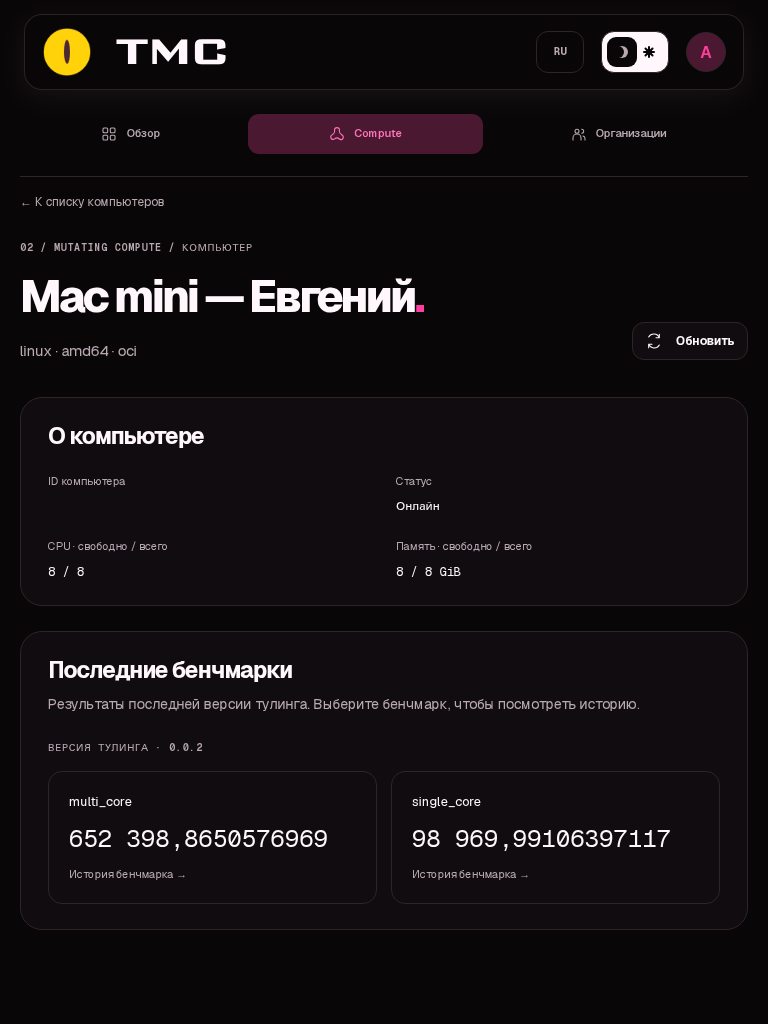 TMC
RU
A
Обзор
Compute
Организации
← К списку компьютеров
02 / MUTATING COMPUTE / КОМПЬЮТЕР
Mac mini — Евгений.
linux · amd64 · oci
Обновить
О компьютере
ID компьютера
Статус
Онлайн
CPU · свободно / всего
Память · свободно / всего
8 / 8
8 / 8 GiB
Последние бенчмарки
Результаты последней версии тулинга. Выберите бенчмарк, чтобы посмотреть историю.
ВЕРСИЯ ТУЛИНГА · 0.0.2
multi_core
single_core
652 398,8650576969
98 969,99106397117
История бенчмарка →
История бенчмарка →